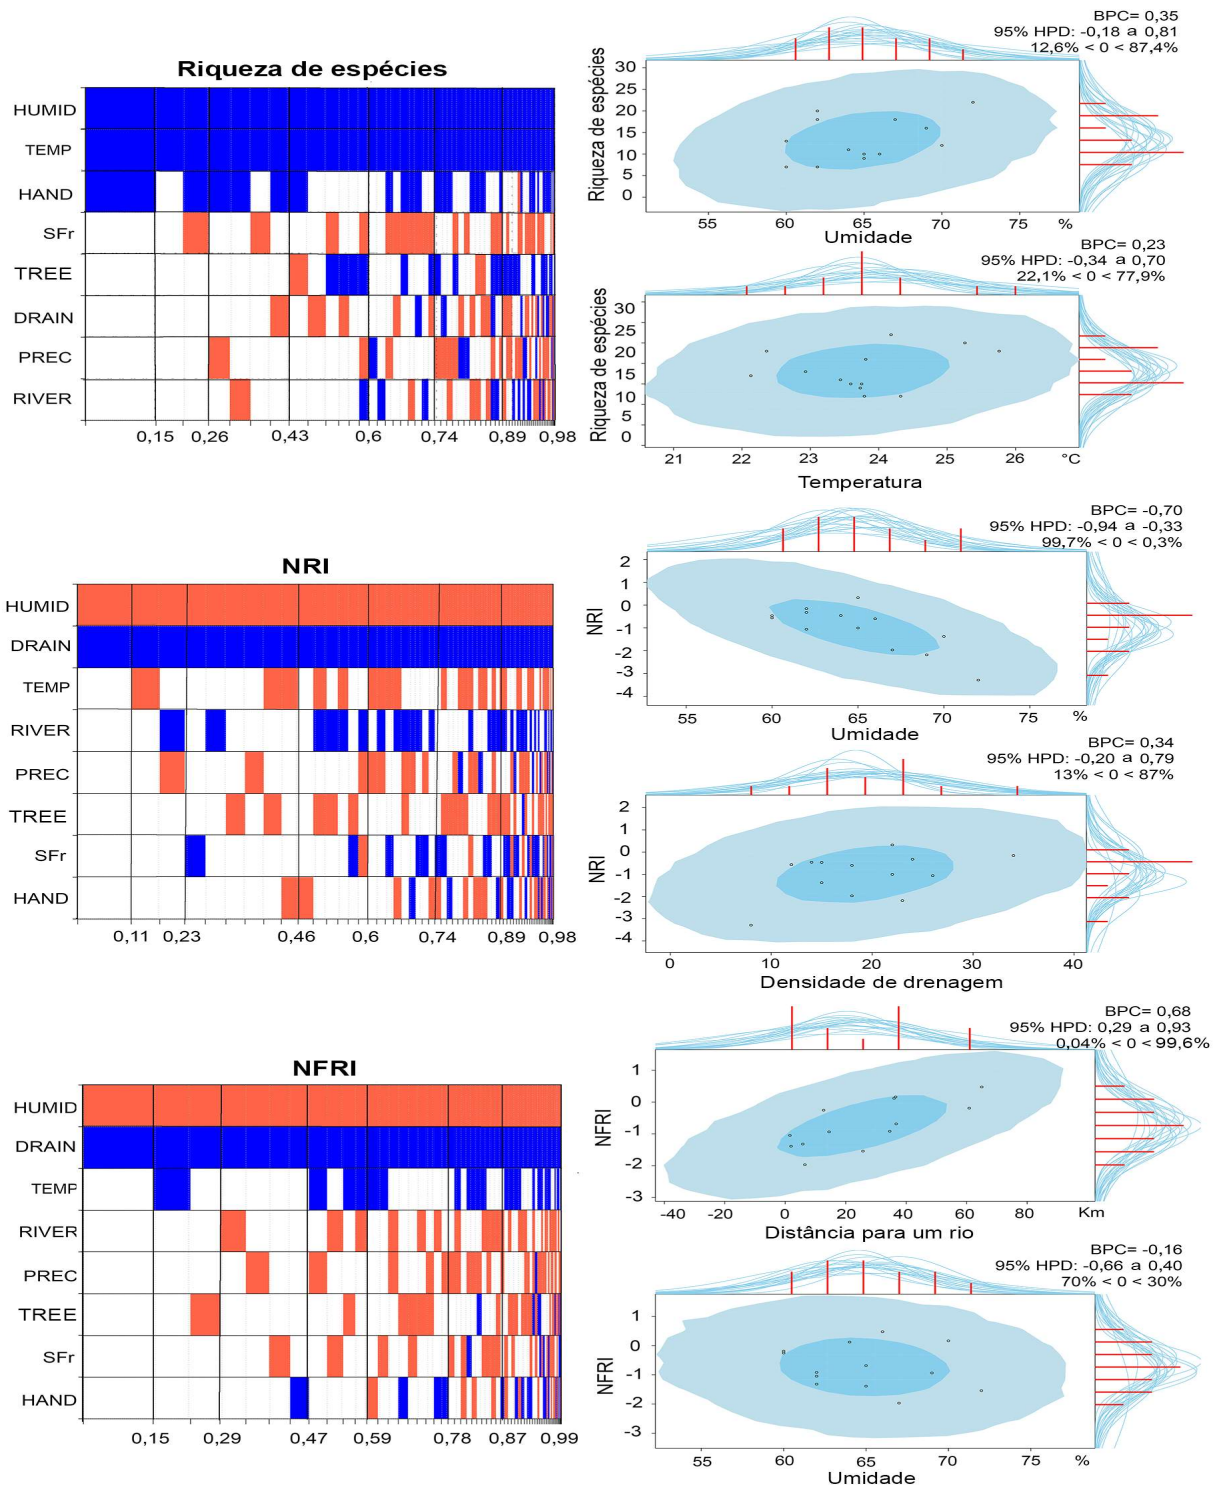 Riqueza de espécies
HUMID
TEMP
HAND
SFr
TREE
DRAIN
PREC
RIVER
0,15 0,26 0,43 0,6 0,74 0,89 0,98
BPC= 0,35
95% HPD: -0,18 a 0,81
12,6% < 0 < 87,4%
Riqueza de espécies
30
25
20
15
10
5
0
55 60 65 70 75 %
Umidade
BPC= 0,23
95% HPD: -0,34 a 0,70
22,1% < 0 < 77,9%
Riqueza de espécies
30
25
20
15
10
5
0
21 22 23 24 25 26 °C
Temperatura
NRI
HUMID
DRAIN
TEMP
RIVER
PREC
TREE
SFr
HAND
0,11 0,23 0,46 0,6 0,74 0,89 0,98
BPC= -0,70
95% HPD: -0,94 a -0,33
99,7% < 0 < 0,3%
NRI
2
1
0
-1
-2
-3
-4
55 60 65 70 75 %
Umidade
BPC= 0,34
95% HPD: -0,20 a 0,79
13% < 0 < 87%
NRI
2
1
0
-1
-2
-3
-4
0 10 20 30 40
Densidade de drenagem
NFRI
HUMID
DRAIN
TEMP
RIVER
PREC
TREE
SFr
HAND
0,15 0,29 0,47 0,59 0,78 0,87 0,99
BPC= 0,68
95% HPD: 0,29 a 0,93
0,04% < 0 < 99,6%
NFRI
1
0
-1
-2
-3
-40 -20 0 20 40 60 80 Km
Distância para um rio
BPC= -0,16
95% HPD: -0,66 a 0,40
70% < 0 < 30%
NFRI
1
0
-1
-2
-3
55 60 65 70 75 %
Umidade